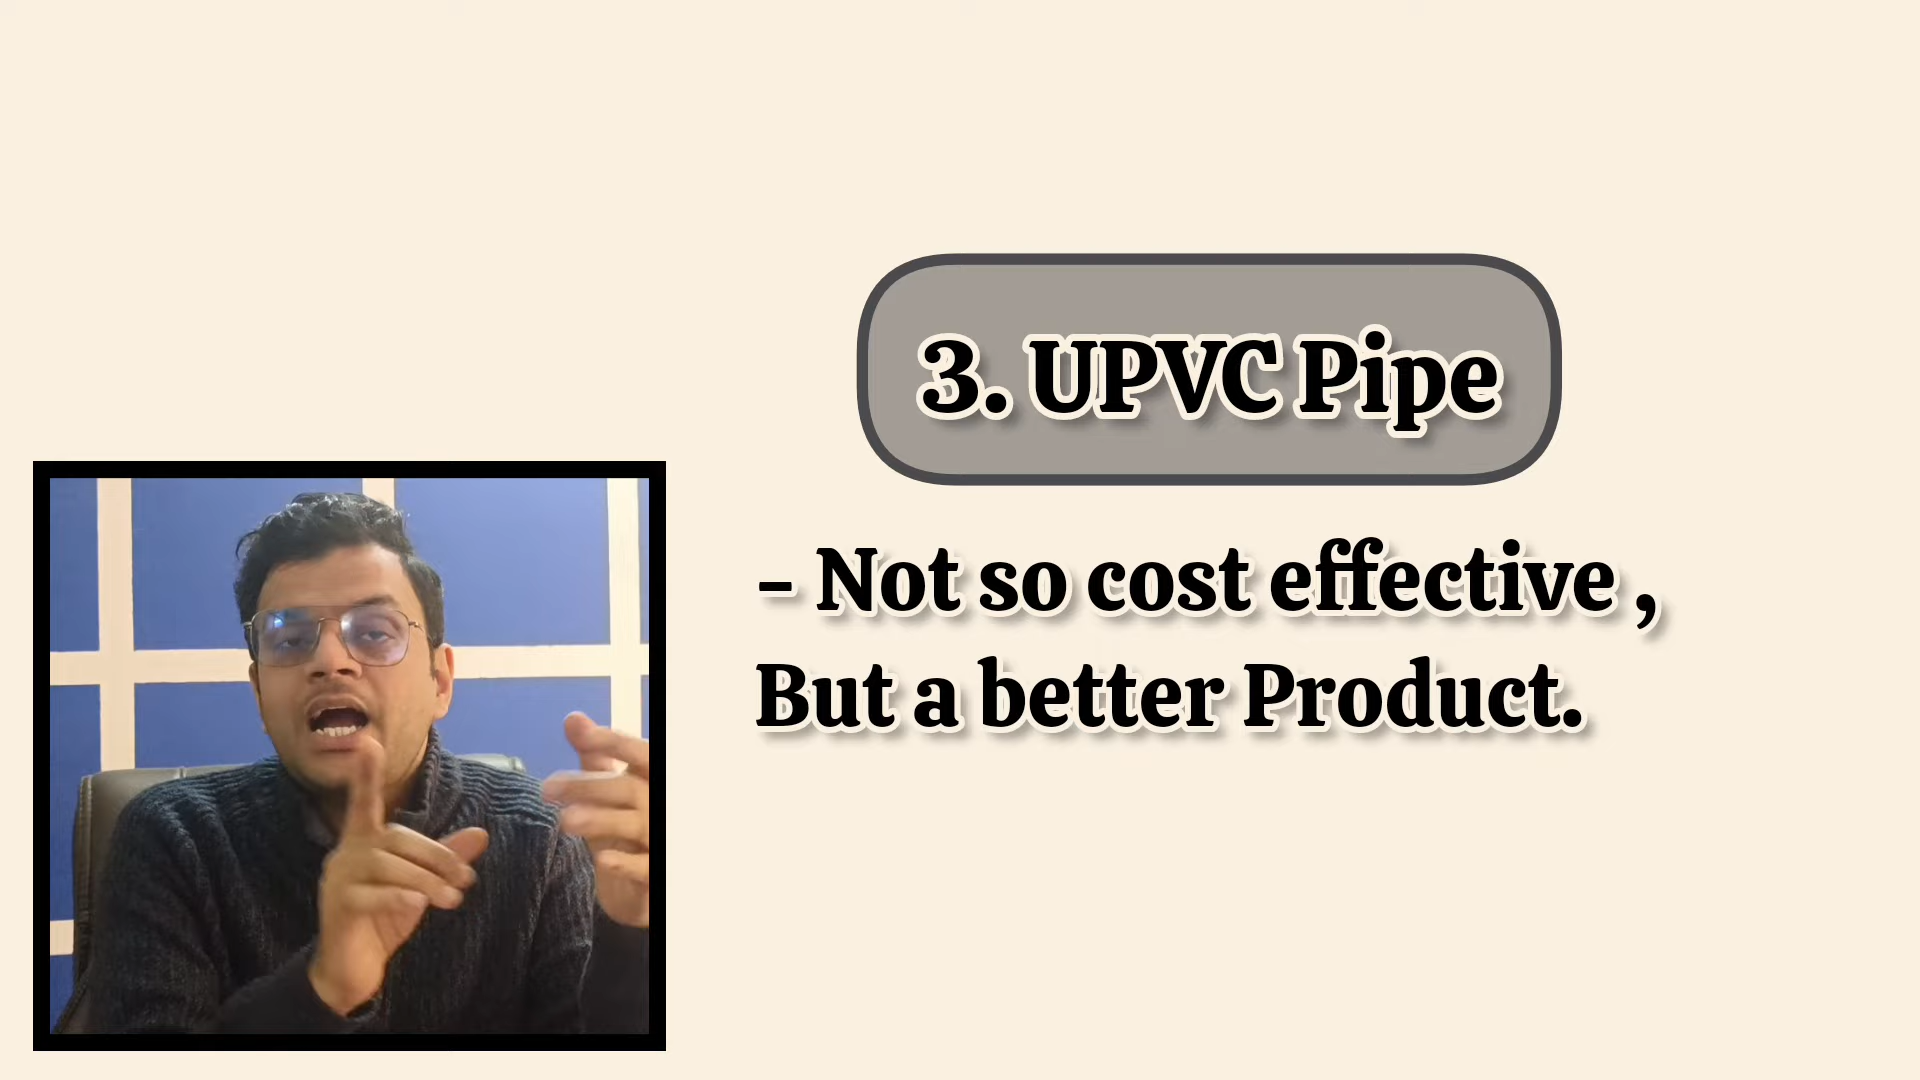 3. UPVC Pipe
- Not so cost effective ,
But a better Product.